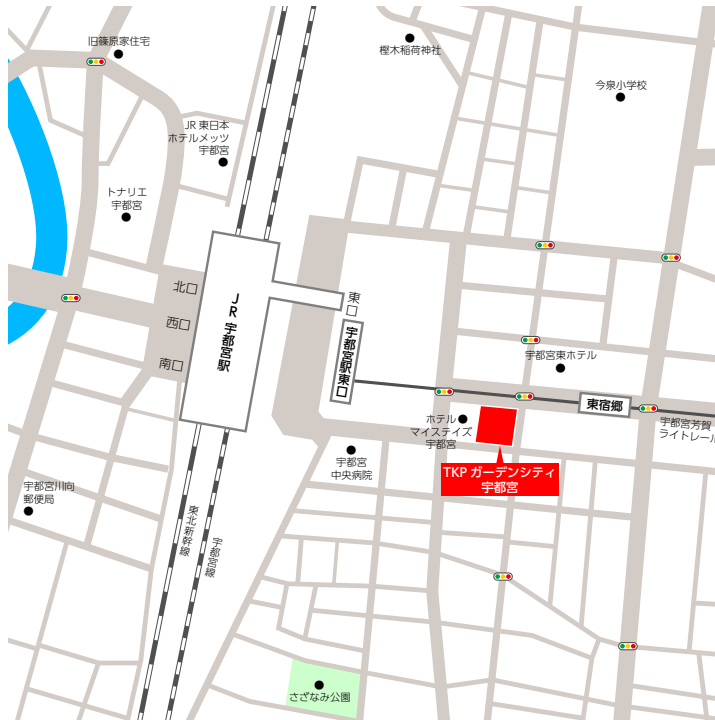 旧篠原家住宅
樫木稲荷神社
今泉小学校
JR 東日本
ホテルメッツ
宇都宮
トナリエ
宇都宮
北口
西口
南口
JR 宇都宮駅
東口
宇都宮駅東口
宇都宮東ホテル
東宿郷
宇都宮芳賀
ライトレール
ホテル
マイステイズ
宇都宮
TKP ガーデンシティ
宇都宮
宇都宮
中央病院
宇都宮川向
郵便局
東北新幹線
宇都宮線
さざなみ公園